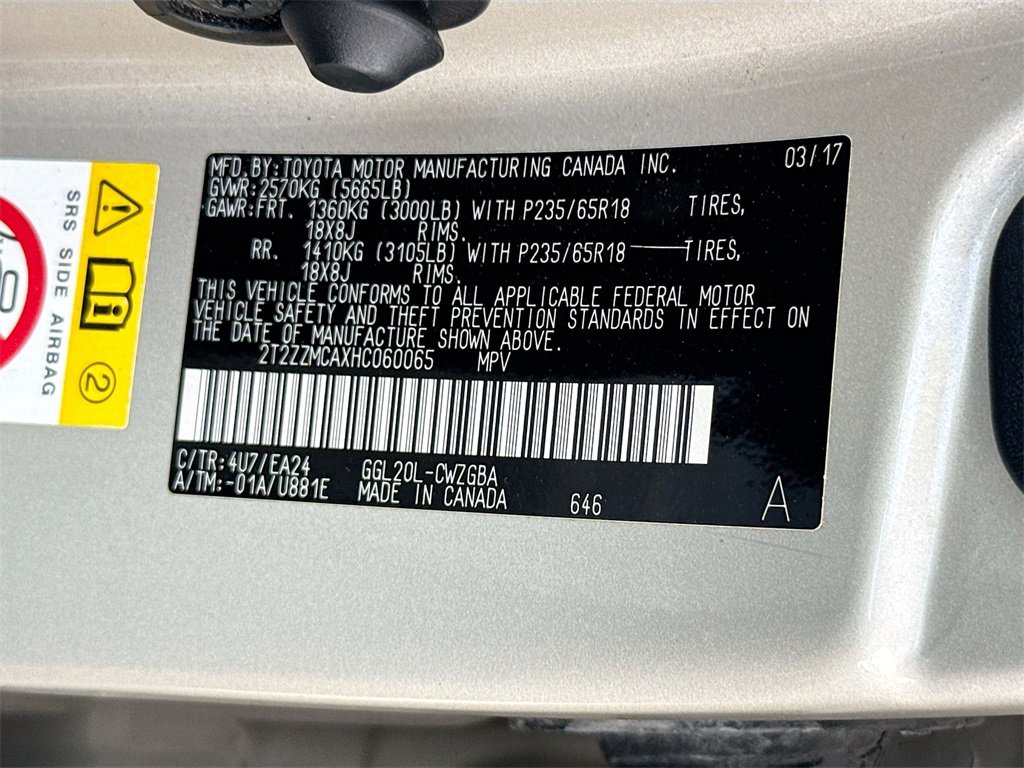 MFD.BY:TOYOTA MOTOR MANUFACTURING CANADA INC. 03/17
GVWR:2570KG (5665LB)
GAWR:FRT. 1360KG (3000LB) WITH P235/65R18 TIRES,
18X8J RIMS.
RR. 1410KG (3105LB) WITH P235/65R18 TIRES,
18X8J RIMS.
THIS VEHICLE CONFORMS TO ALL APPLICABLE FEDERAL MOTOR
VEHICLE SAFETY AND THEFT PREVENTION STANDARDS IN EFFECT ON
THE DATE OF MANUFACTURE SHOWN ABOVE.
2T2ZZMCAXHC060065 MPV
C/TR:4U7/EA24 GGL20L-CWZGBA
A/TM:-01A/U881E MADE IN CANADA 646 A
SRS SIDE AIRBAG
2